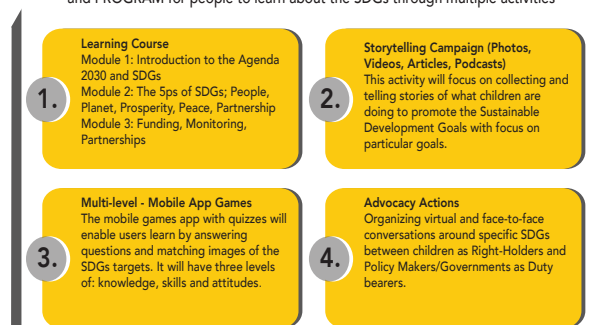 and PROGRAM for people to learn about the SDGs through multiple activities
1.
Learning Course
Module 1: Introduction to the Agenda
2030 and SDGs
Module 2: The 5ps of SDGs; People,
Planet, Prosperity, Peace, Partnership
Module 3: Funding, Monitoring,
Partnerships
2.
Storytelling Campaign (Photos,
Videos, Articles, Podcasts)
This activity will focus on collecting and
telling stories of what children are
doing to promote the Sustainable
Development Goals with focus on
particular goals.
3.
Multi-level - Mobile App Games
The mobile games app with quizzes will
enable users learn by answering
questions and matching images of the
SDGs targets. It will have three levels
of: knowledge, skills and attitudes.
4.
Advocacy Actions
Organizing virtual and face-to-face
conversations around specific SDGs
between children as Right-Holders and
Policy Makers/Governments as Duty
bearers.